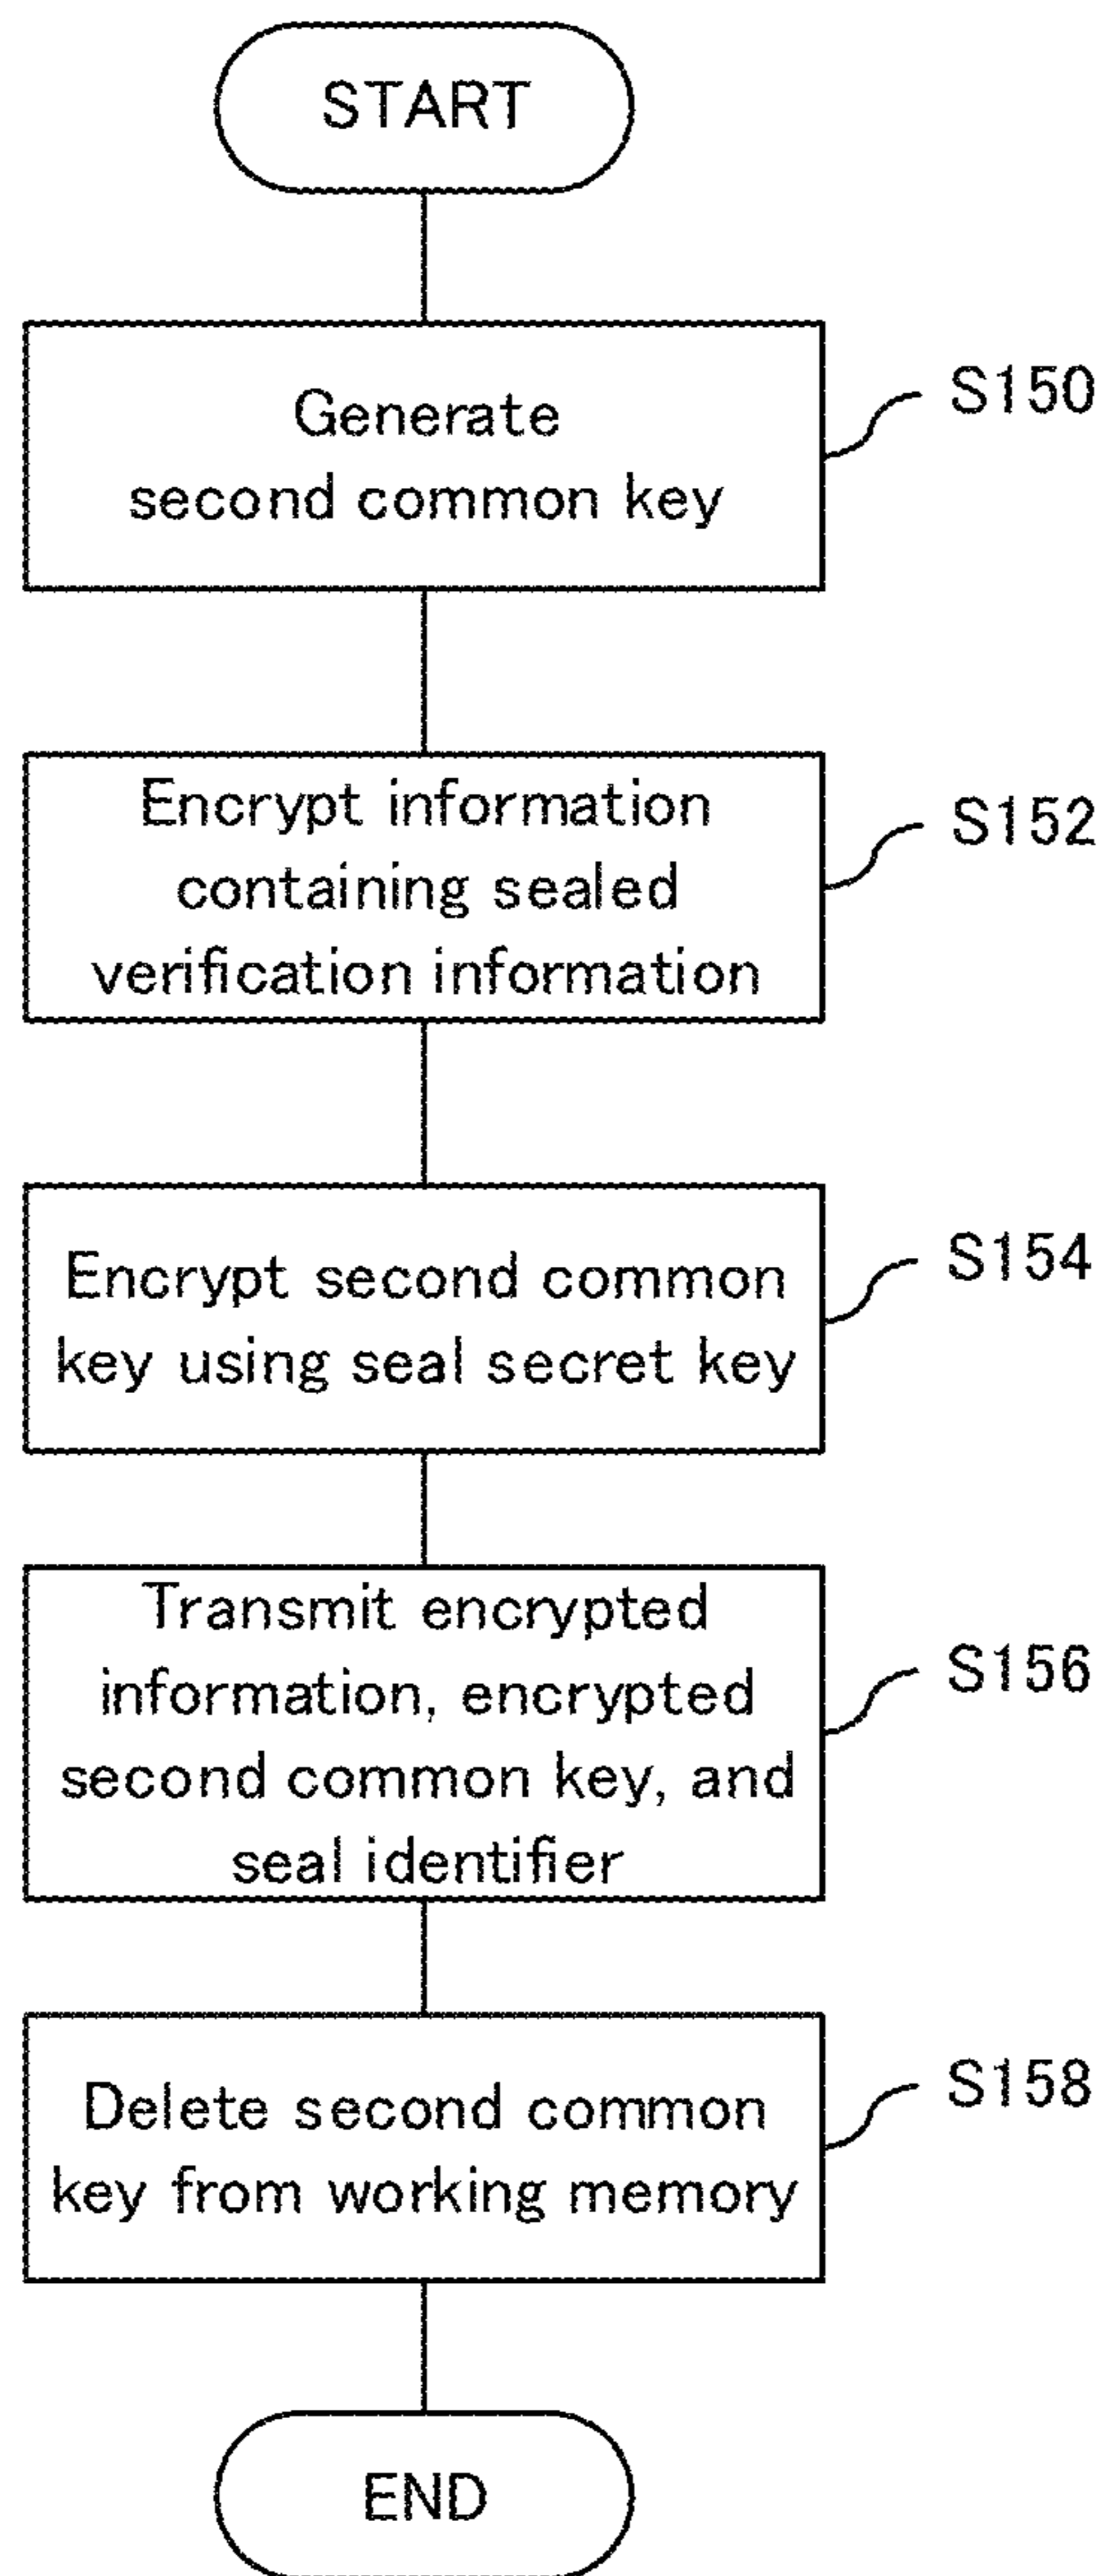 START
Generate
second common key
S150
Encrypt information
containing sealed
verification information
S152
Encrypt second common
key using seal secret key
S154
Transmit encrypted
information, encrypted
second common key, and
seal identifier
S156
Delete second common
key from working memory
S158
END